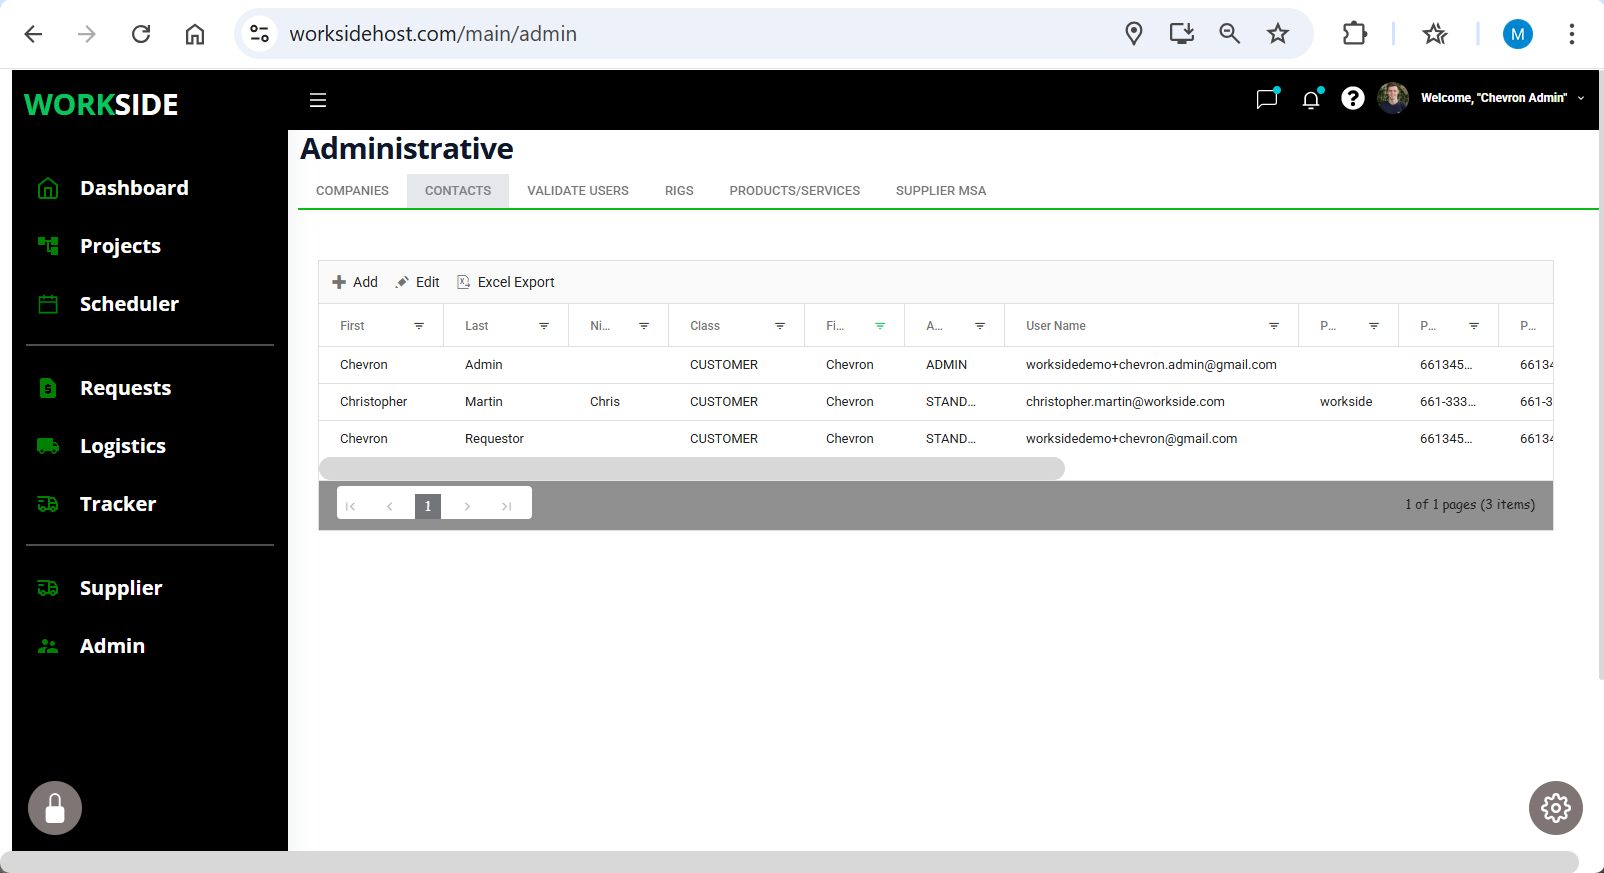 worksidehost.com/main/admin
M
WORKSIDE
Welcome, "Chevron Admin"
Dashboard
Projects
Scheduler
Requests
Logistics
Tracker
Supplier
Admin
Administrative
COMPANIES CONTACTS VALIDATE USERS RIGS PRODUCTS/SERVICES SUPPLIER MSA
Add Edit Excel Export
First Last Ni... Class Fi... A... User Name P... P... P...
Chevron Admin CUSTOMER Chevron ADMIN worksidedemo+chevron.admin@gmail.com 661345... 66134
Christopher Martin Chris CUSTOMER Chevron STAND... christopher.martin@workside.com workside 661-333... 661-3
Chevron Requestor CUSTOMER Chevron STAND... worksidedemo+chevron@gmail.com 661345... 66134
1 1 of 1 pages (3 items)